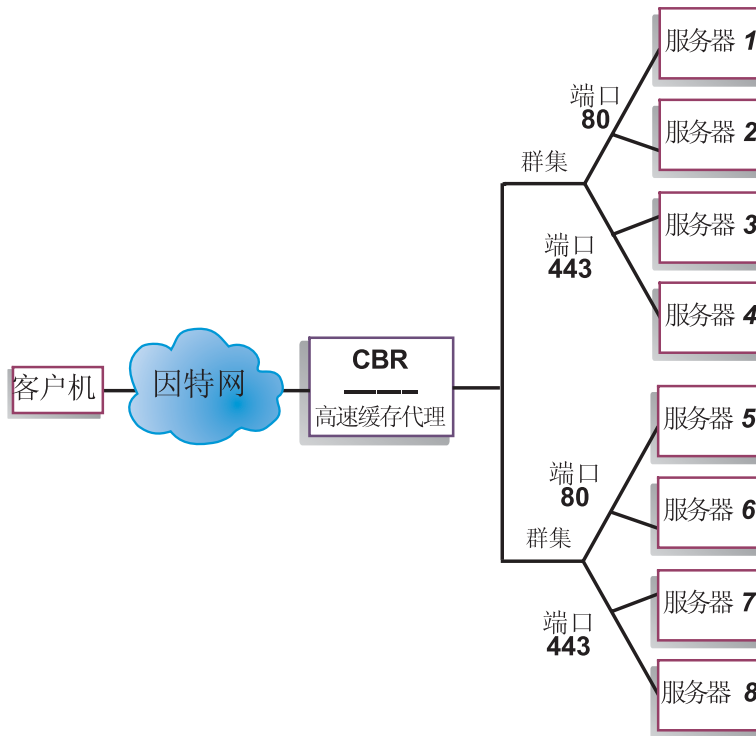 服务器 1
端口
80
服务器 2
群集
服务器 3
端口
443
服务器 4
客户机
因特网
CBR
高速缓存代理
服务器 5
端口
80
服务器 6
群集
服务器 7
端口
443
服务器 8